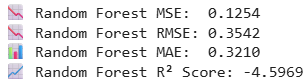 📉 Random Forest MSE:  0.1254
📉 Random Forest RMSE: 0.3542
📊 Random Forest MAE:  0.3210
📈 Random Forest R² Score: -4.5969